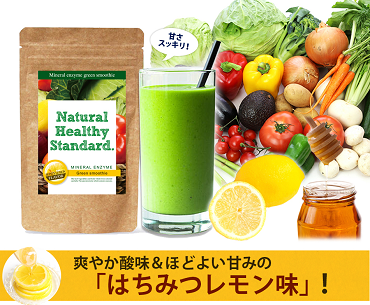 Mineral enzyme green smoothie
甘さ
スッキリ!
Natural
Healthy
Standard.
MINERAL ENZYME
Green smoothie
爽やか酸味&ほどよい甘みの
「はちみつレモン味」!